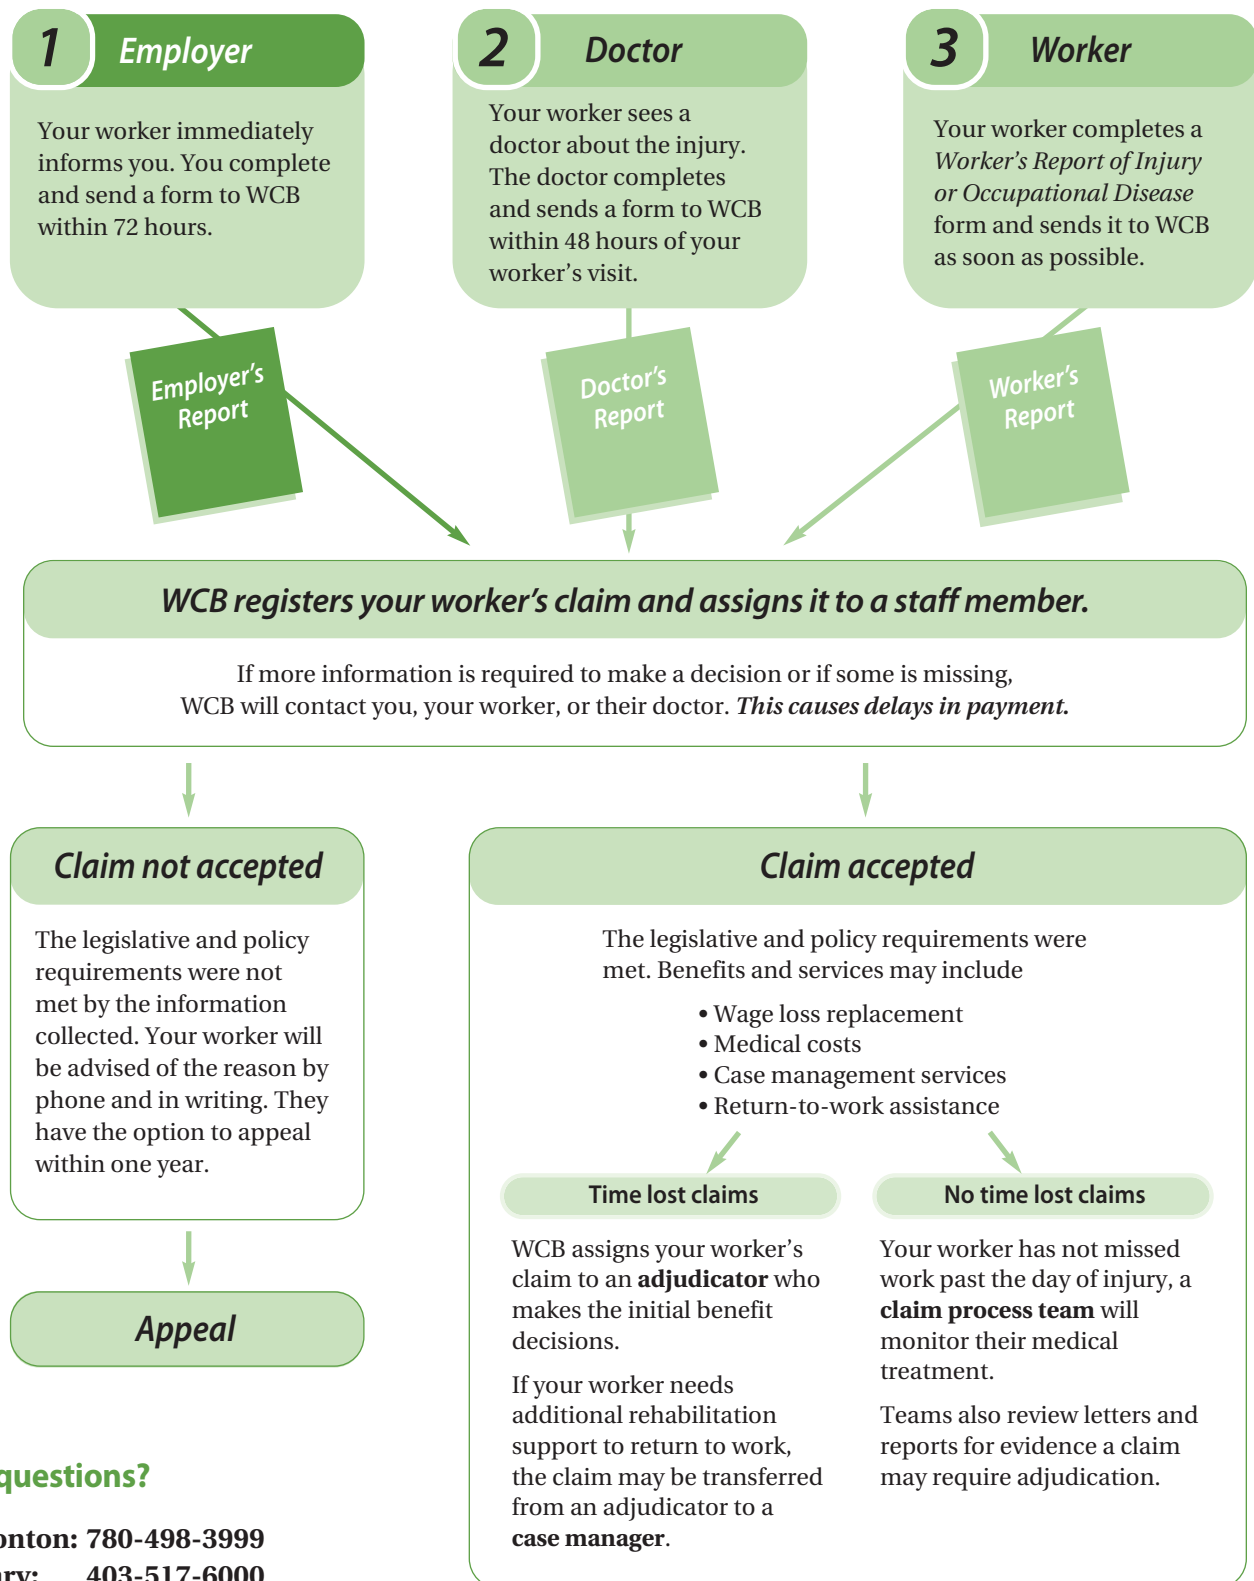 1 Employer
Your worker immediately
informs you. You complete
and send a form to WCB
within 72 hours.
2 Doctor
Your worker sees a
doctor about the injury.
The doctor completes
and sends a form to WCB
within 48 hours of your
worker's visit.
3 Worker
Your worker completes a
Worker's Report of Injury
or Occupational Disease
form and sends it to WCB
as soon as possible.
Employer's
Report
Doctor's
Report
Worker's
Report
WCB registers your worker's claim and assigns it to a staff member.
If more information is required to make a decision or if some is missing,
WCB will contact you, your worker, or their doctor. This causes delays in payment.
Claim not accepted
The legislative and policy
requirements were not
met by the information
collected. Your worker will
be advised of the reason by
phone and in writing. They
have the option to appeal
within one year.
Appeal
Claim accepted
The legislative and policy requirements were
met. Benefits and services may include
• Wage loss replacement
• Medical costs
• Case management services
• Return-to-work assistance
Time lost claims
WCB assigns your worker's
claim to an adjudicator who
makes the initial benefit
decisions.
If your worker needs
additional rehabilitation
support to return to work,
the claim may be transferred
from an adjudicator to a
case manager.
No time lost claims
Your worker has not missed
work past the day of injury, a
claim process team will
monitor their medical
treatment.
Teams also review letters and
reports for evidence a claim
may require adjudication.
questions?
onton: 780-498-3999
ary: 403-517-6000